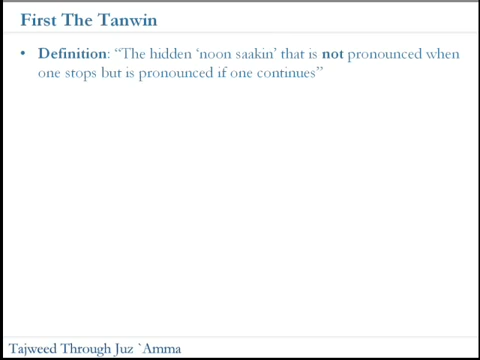 First The Tanwin
• Definition: “The hidden ‘noon saakin’ that is not pronounced when
one stops but is pronounced if one continues”
Tajweed Through Juz `Amma